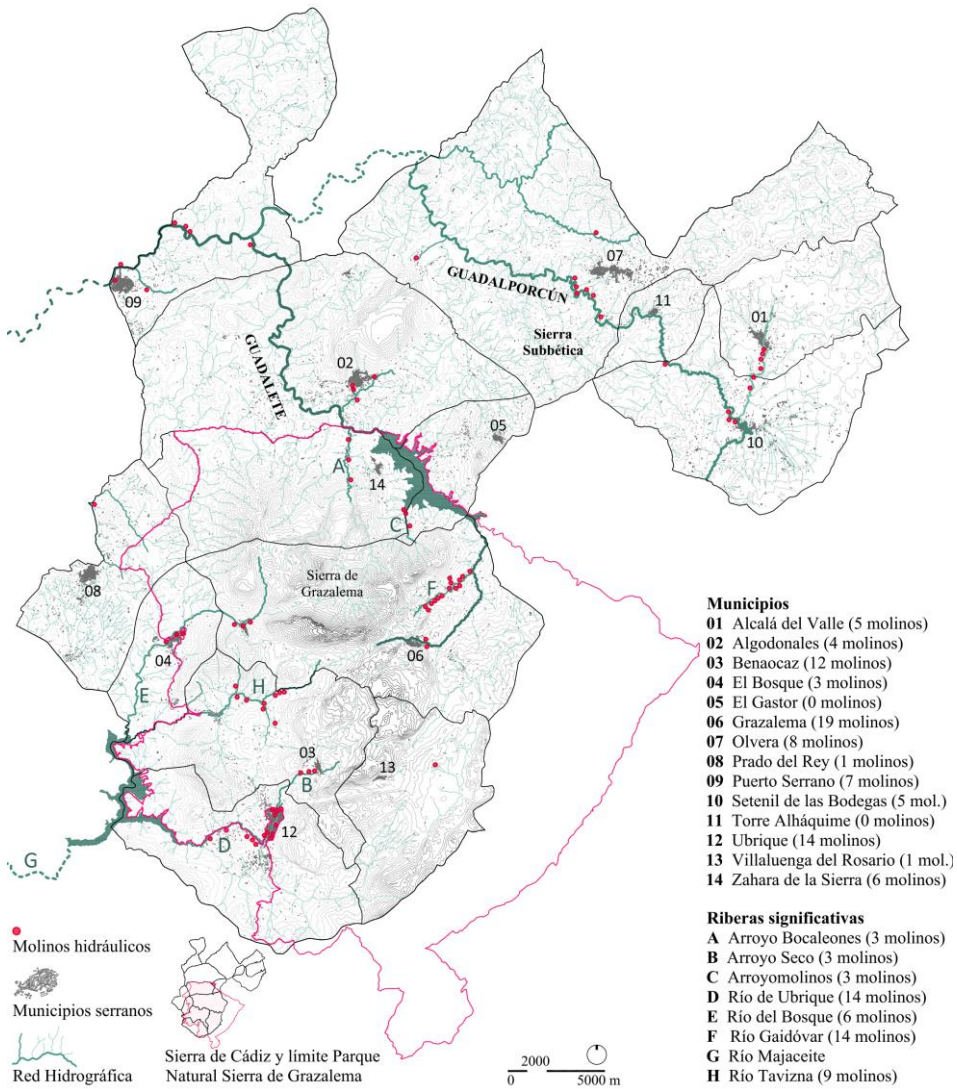 09
GUADALETE
02
GUADALPORCÚN
07
Sierra
Subbética
11
01
10
05
A
14
C
Sierra de
Grazalema
F
06
08
04
E
H
03
B
13
12
D
G
Molinos hidráulicos
Municipios serranos
Red Hidrográfica
Sierra de Cádiz y límite Parque
Natural Sierra de Grazalema
2000
0 5000 m
Municipios
01 Alcalá del Valle (5 molinos)
02 Algodonales (4 molinos)
03 Benaocaz (12 molinos)
04 El Bosque (3 molinos)
05 El Gastor (0 molinos)
06 Grazalema (19 molinos)
07 Olvera (8 molinos)
08 Prado del Rey (1 molinos)
09 Puerto Serrano (7 molinos)
10 Setenil de las Bodegas (5 mol.)
11 Torre Alháquime (0 molinos)
12 Ubrique (14 molinos)
13 Villaluenga del Rosario (1 mol.)
14 Zahara de la Sierra (6 molinos)
Riberas significativas
A Arroyo Bocaleones (3 molinos)
B Arroyo Seco (3 molinos)
C Arroyomolinos (3 molinos)
D Río de Ubrique (14 molinos)
E Río del Bosque (6 molinos)
F Río Gaidóvar (14 molinos)
G Río Majaceite
H Río Tavizna (9 molinos)